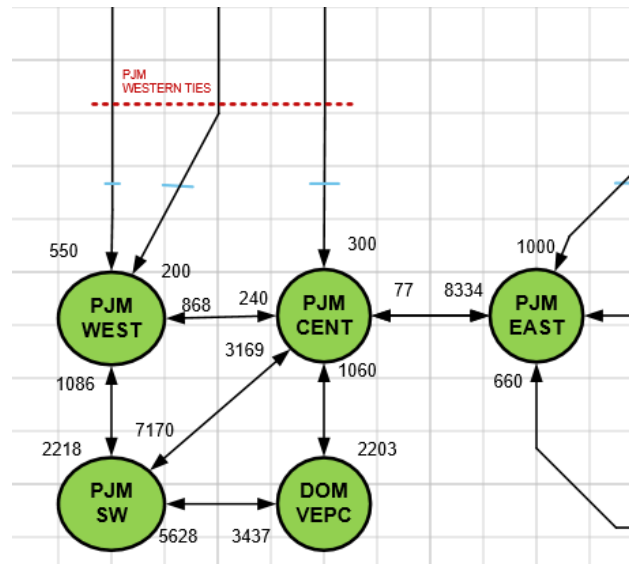 PJM
WESTERN TIES
550
200
300
1000
PJM
WEST
868
240
PJM
CENT
77
8334
PJM
EAST
1086
3169
1060
660
2218
7170
2203
PJM
SW
5628
3437
DOM
VEPC